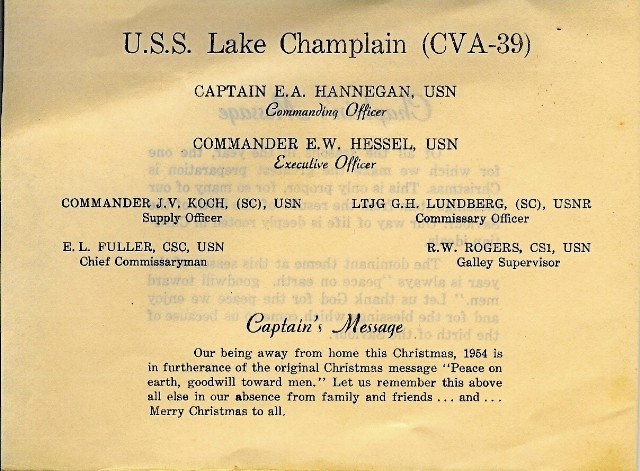 U.S.S. Lake Champlain (CVA-39)
CAPTAIN E.A. HANNEGAN, USN
Commanding Officer
COMMANDER E.W. HESSEL, USN
Executive Officer
COMMANDER J.V. KOCH, (SC), USN
Supply Officer
LTJG G.H. LUNDBERG, (SC), USNR
Commissary Officer
E. L. FULLER, CSC, USN
Chief Commissaryman
R.W. ROGERS, CS1, USN
Galley Supervisor
Captain's Message
Our being away from home this Christmas, 1954 is
in furtherance of the original Christmas message "Peace on
earth, goodwill toward men." Let us remember this above
all else in our absence from family and friends ... and ...
Merry Christmas to all.